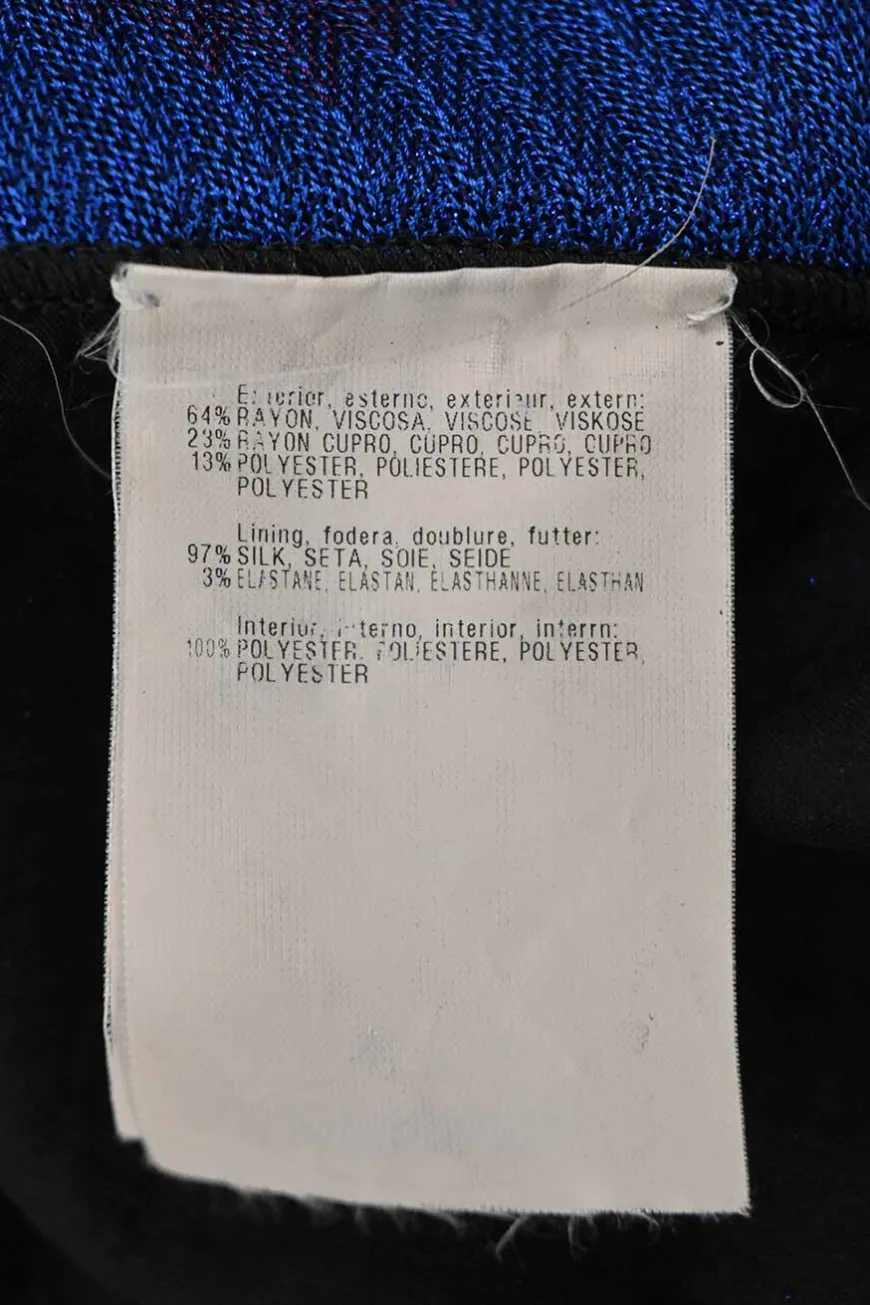 Exterior, esterno, exterieur, extern:
64% RAYON, VISCOSA, VISCOSE, VISKOSE
23% RAYON CUPRO, CUPRO, CUPRO, CUPRO
13% POLYESTER, POLIESTERE, POLYESTER,
POLYESTER
Lining, fodera, doublure, futter:
97% SILK, SETA, SOIE, SEIDE
3% ELASTANE, ELASTAN, ELASTHANNE, ELASTHAN
Interior, interno, interior, interrn:
100% POLYESTER, POLIESTERE, POLYESTER,
POLYESTER